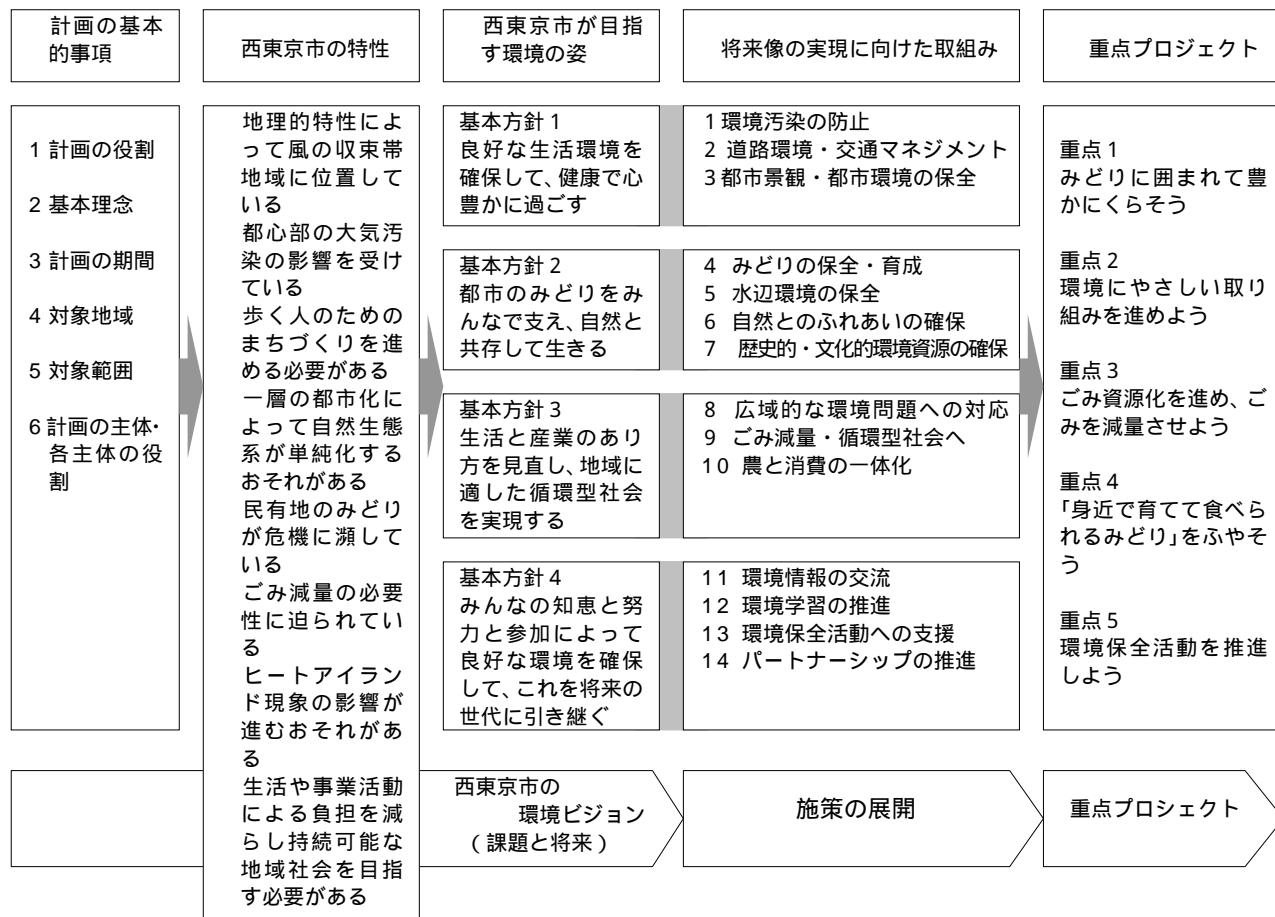 計画の基本
的事項
西東京市の特性
西東京市が目指
す環境の姿
将来像の実現に向けた取組み
重点プロジェクト
1 計画の役割
2 基本理念
3 計画の期間
4 対象地域
5 対象範囲
6 計画の主体・
各主体の役
割
地理的特性によ
って風の収束帯
地域に位置して
いる
都心部の大気汚
染の影響を受け
ている
歩く人のための
まちづくりを進
める必要がある
一層の都市化に
よって自然生態
系が単純化する
おそれがある
民有地のみどり
が危機に瀕して
いる
ごみ減量の必要
性に迫られてい
る
ヒートアイラン
ド現象の影響が
進むおそれがあ
る
生活や事業活動
による負担を減
らし持続可能な
地域社会を目指
す必要がある
基本方針1
良好な生活環境を
確保して、健康で心
豊かに過ごす
基本方針2
都市のみどりをみ
んなで支え、自然と
共存して生きる
基本方針3
生活と産業のあり
方を見直し、地域に
適した循環型社会
を実現する
基本方針4
みんなの知恵と努
力と参加によって
良好な環境を確保
して、これを将来の
世代に引き継ぐ
1 環境汚染の防止
2 道路環境・交通マネジメント
3 都市景観・都市環境の保全
4 みどりの保全・育成
5 水辺環境の保全
6 自然とのふれあいの確保
7 歴史的・文化的環境資源の確保
8 広域的な環境問題への対応
9 ごみ減量・循環型社会へ
10 農と消費の一体化
11 環境情報の交流
12 環境学習の推進
13 環境保全活動への支援
14 パートナーシップの推進
重点1
みどりに囲まれて豊
かにくらそう
重点2
環境にやさしい取り
組みを進めよう
重点3
ごみ資源化を進め、ご
みを減量させよう
重点4
「身近で育てて食べら
れるみどり」をふやそ
う
重点5
環境保全活動を推進
しよう
西東京市の
環境ビジョン
（課題と将来）
施策の展開
重点プロシェクト